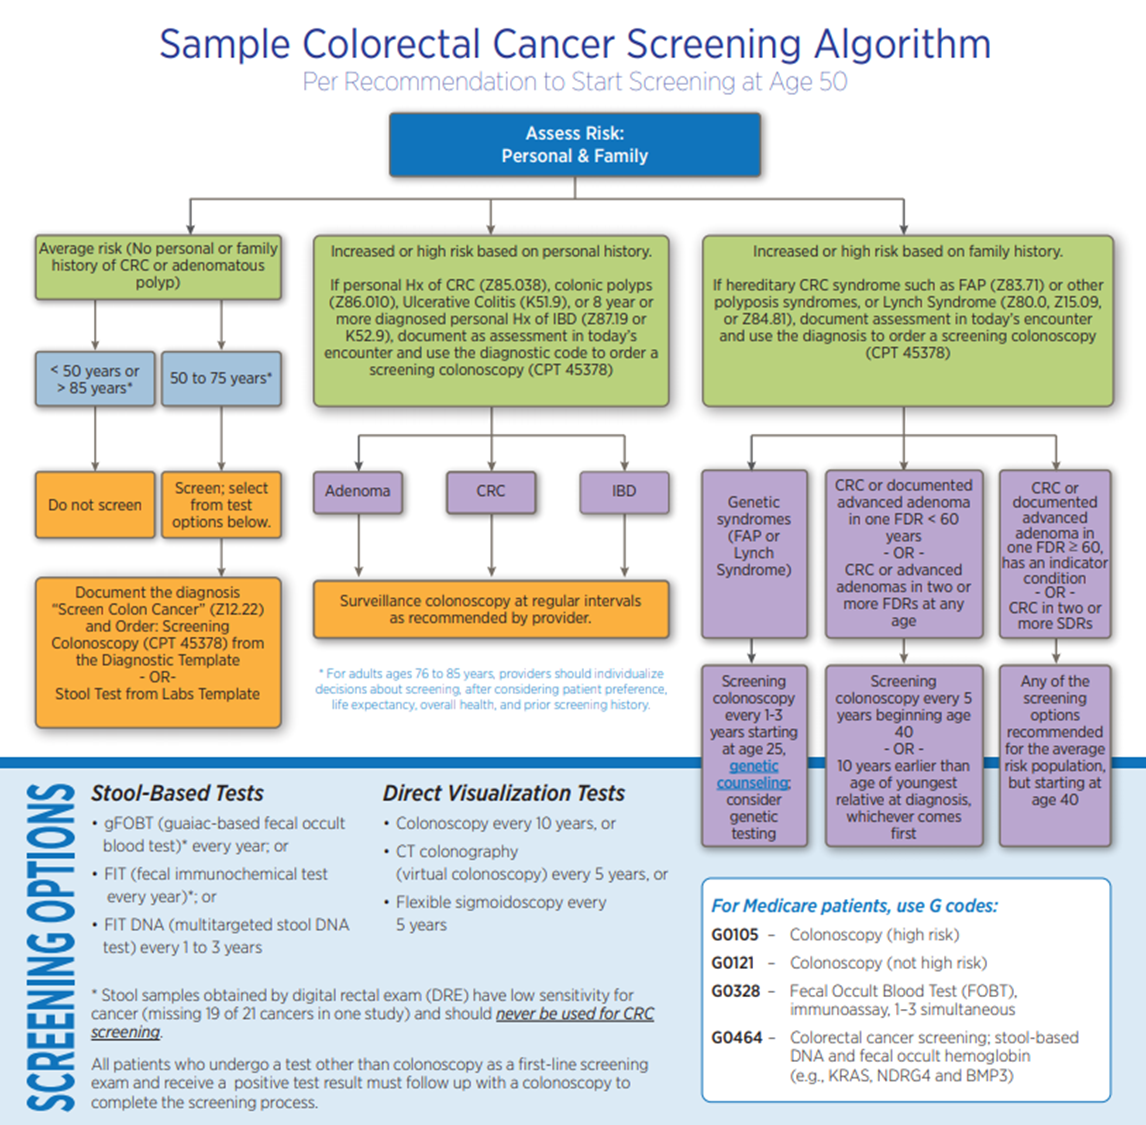 Sample Colorectal Cancer Screening Algorithm
Per Recommendation to Start Screening at Age 50
Assess Risk:
Personal & Family
Average risk (No personal or family
history of CRC or adenomatous
polyp)
< 50 years or
> 85 years*
50 to 75 years*
Do not screen
Screen; select
from test
options below.
Document the diagnosis
“Screen Colon Cancer” (Z12.22)
and Order: Screening
Colonoscopy (CPT 45378) from
the Diagnostic Template
- OR-
Stool Test from Labs Template
Increased or high risk based on personal history.
If personal Hx of CRC (Z85.038), colonic polyps
(Z86.010), Ulcerative Colitis (K51.9), or 8 year or
more diagnosed personal Hx of IBD (Z87.19 or
K52.9), document as assessment in today’s
encounter and use the diagnostic code to order a
screening colonoscopy (CPT 45378)
Adenoma
CRC
IBD
Surveillance colonoscopy at regular intervals
as recommended by provider.
* For adults ages 76 to 85 years, providers should individualize
decisions about screening, after considering patient preference,
life expectancy, overall health, and prior screening history.
Increased or high risk based on family history.
If hereditary CRC syndrome such as FAP (Z83.71) or other
polyposis syndromes, or Lynch Syndrome (Z80.0, Z15.09,
or Z84.81), document assessment in today’s encounter
and use the diagnosis to order a screening colonoscopy
(CPT 45378)
Genetic
syndromes
(FAP or
Lynch
Syndrome)
CRC or documented
advanced adenoma
in one FDR < 60
years
- OR -
CRC or advanced
adenomas in two or
more FDRs at any
age
CRC or
documented
advanced
adenoma in
one FDR ≥ 60,
has an indicator
condition
- OR -
CRC in two or
more SDRs
Screening
colonoscopy
every 1-3
years starting
at age 25,
genetic
counseling;
consider
genetic
testing
Screening
colonoscopy every 5
years beginning age
40
- OR -
10 years earlier than
age of youngest
relative at diagnosis,
whichever comes
first
Any of the
screening
options
recommended
for the average
risk population,
but starting at
age 40
SCREENING OPTIONS
Stool-Based Tests
• gFOBT (guaiac-based fecal occult
blood test)* every year; or
• FIT (fecal immunochemical test
every year)*; or
• FIT DNA (multitargeted stool DNA
test) every 1 to 3 years
Direct Visualization Tests
• Colonoscopy every 10 years, or
• CT colonography
(virtual colonoscopy) every 5 years, or
• Flexible sigmoidoscopy every
5 years
* Stool samples obtained by digital rectal exam (DRE) have low sensitivity for
cancer (missing 19 of 21 cancers in one study) and should never be used for CRC
screening.
All patients who undergo a test other than colonoscopy as a first-line screening
exam and receive a positive test result must follow up with a colonoscopy to
complete the screening process.
For Medicare patients, use G codes:
G0105 – Colonoscopy (high risk)
G0121 – Colonoscopy (not high risk)
G0328 – Fecal Occult Blood Test (FOBT),
immunoassay, 1–3 simultaneous
G0464 – Colorectal cancer screening; stool-based
DNA and fecal occult hemoglobin
(e.g., KRAS, NDRG4 and BMP3)